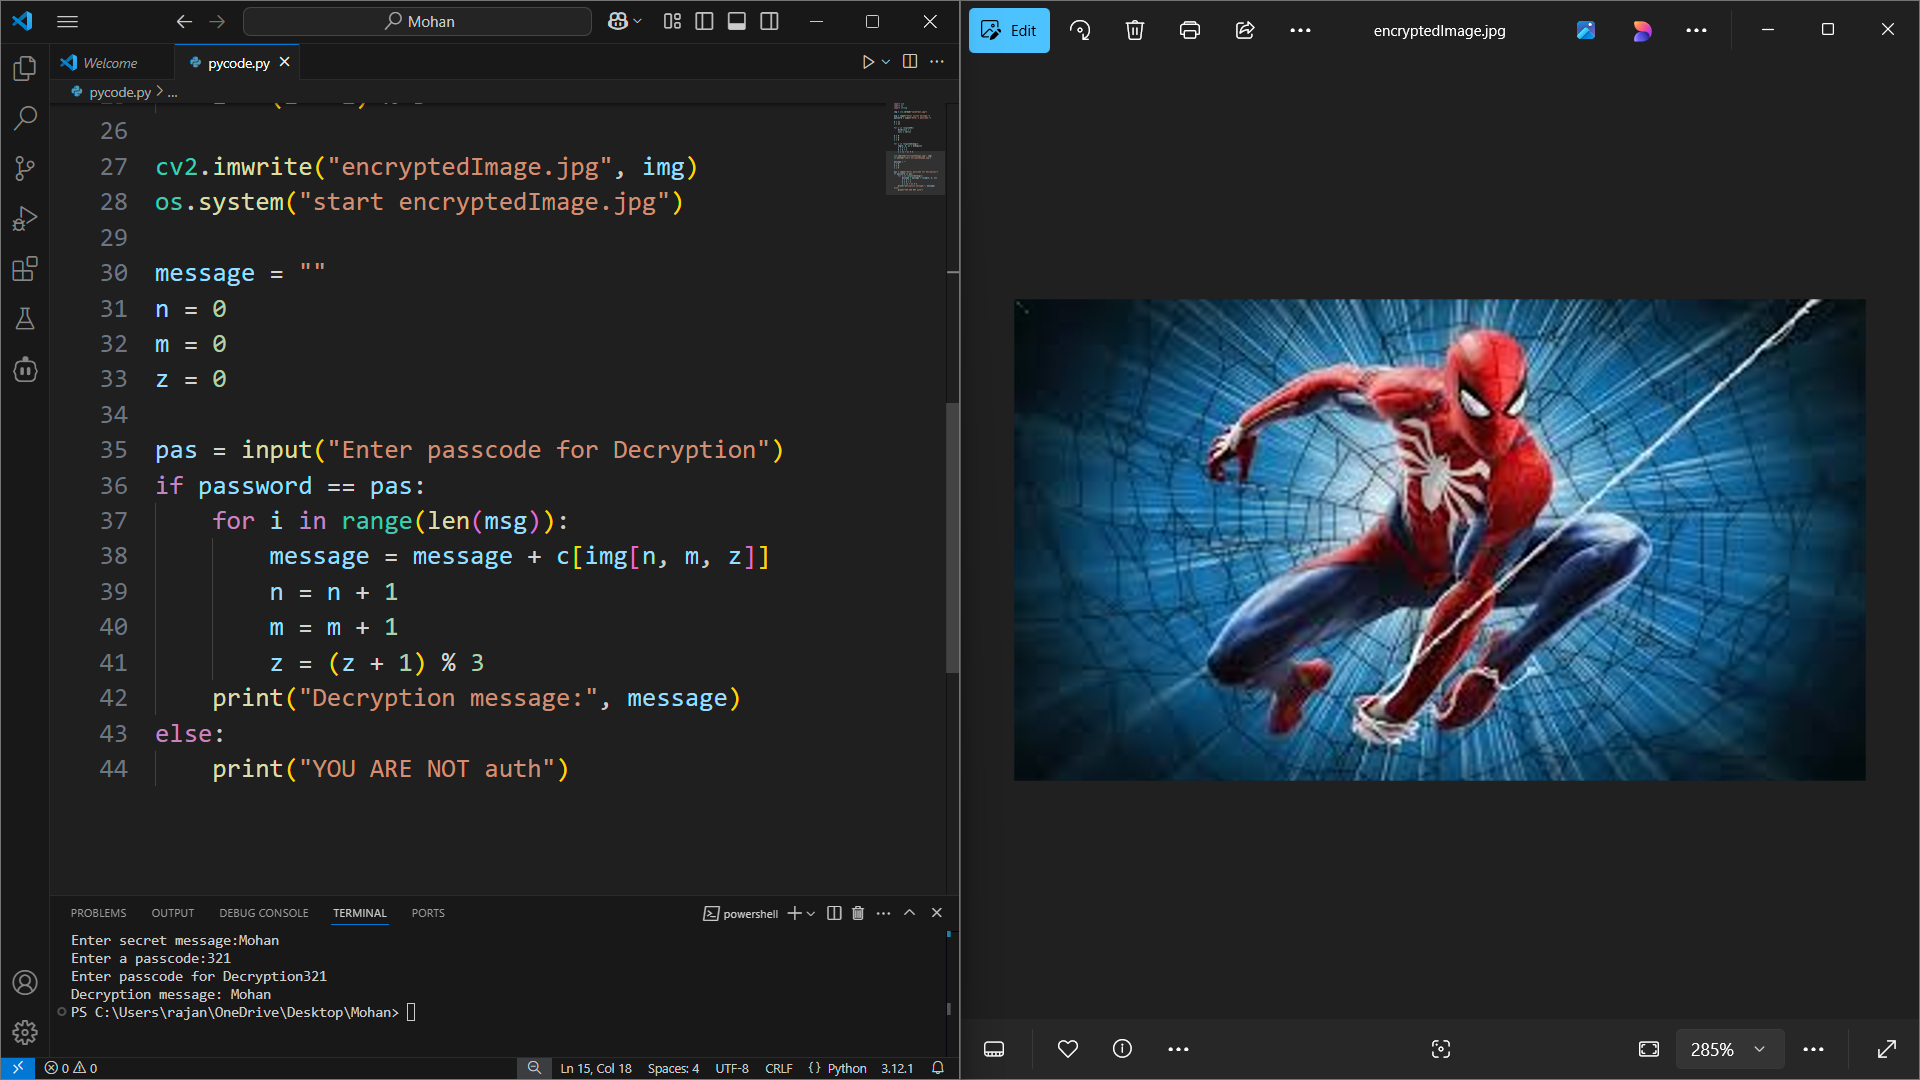 Mohan
Welcome
pycode.py
pycode.py > ...
26
27 cv2.imwrite("encryptedImage.jpg", img)
28 os.system("start encryptedImage.jpg")
29
30 message = ""
31 n = 0
32 m = 0
33 z = 0
34
35 pas = input("Enter passcode for Decryption")
36 if password == pas:
37     for i in range(len(msg)):
38         message = message + c[img[n, m, z]]
39         n = n + 1
40         m = m + 1
41         z = (z + 1) % 3
42     print("Decryption message:", message)
43 else:
44     print("YOU ARE NOT auth")
PROBLEMS OUTPUT DEBUG CONSOLE TERMINAL PORTS
powershell
Enter secret message:Mohan
Enter a passcode:321
Enter passcode for Decryption321
Decryption message: Mohan
PS C:\Users\rajan\OneDrive\Desktop\Mohan>
0 0
Ln 15, Col 18 Spaces: 4 UTF-8 CRLF {} Python 3.12.1
Edit
encryptedImage.jpg
285%